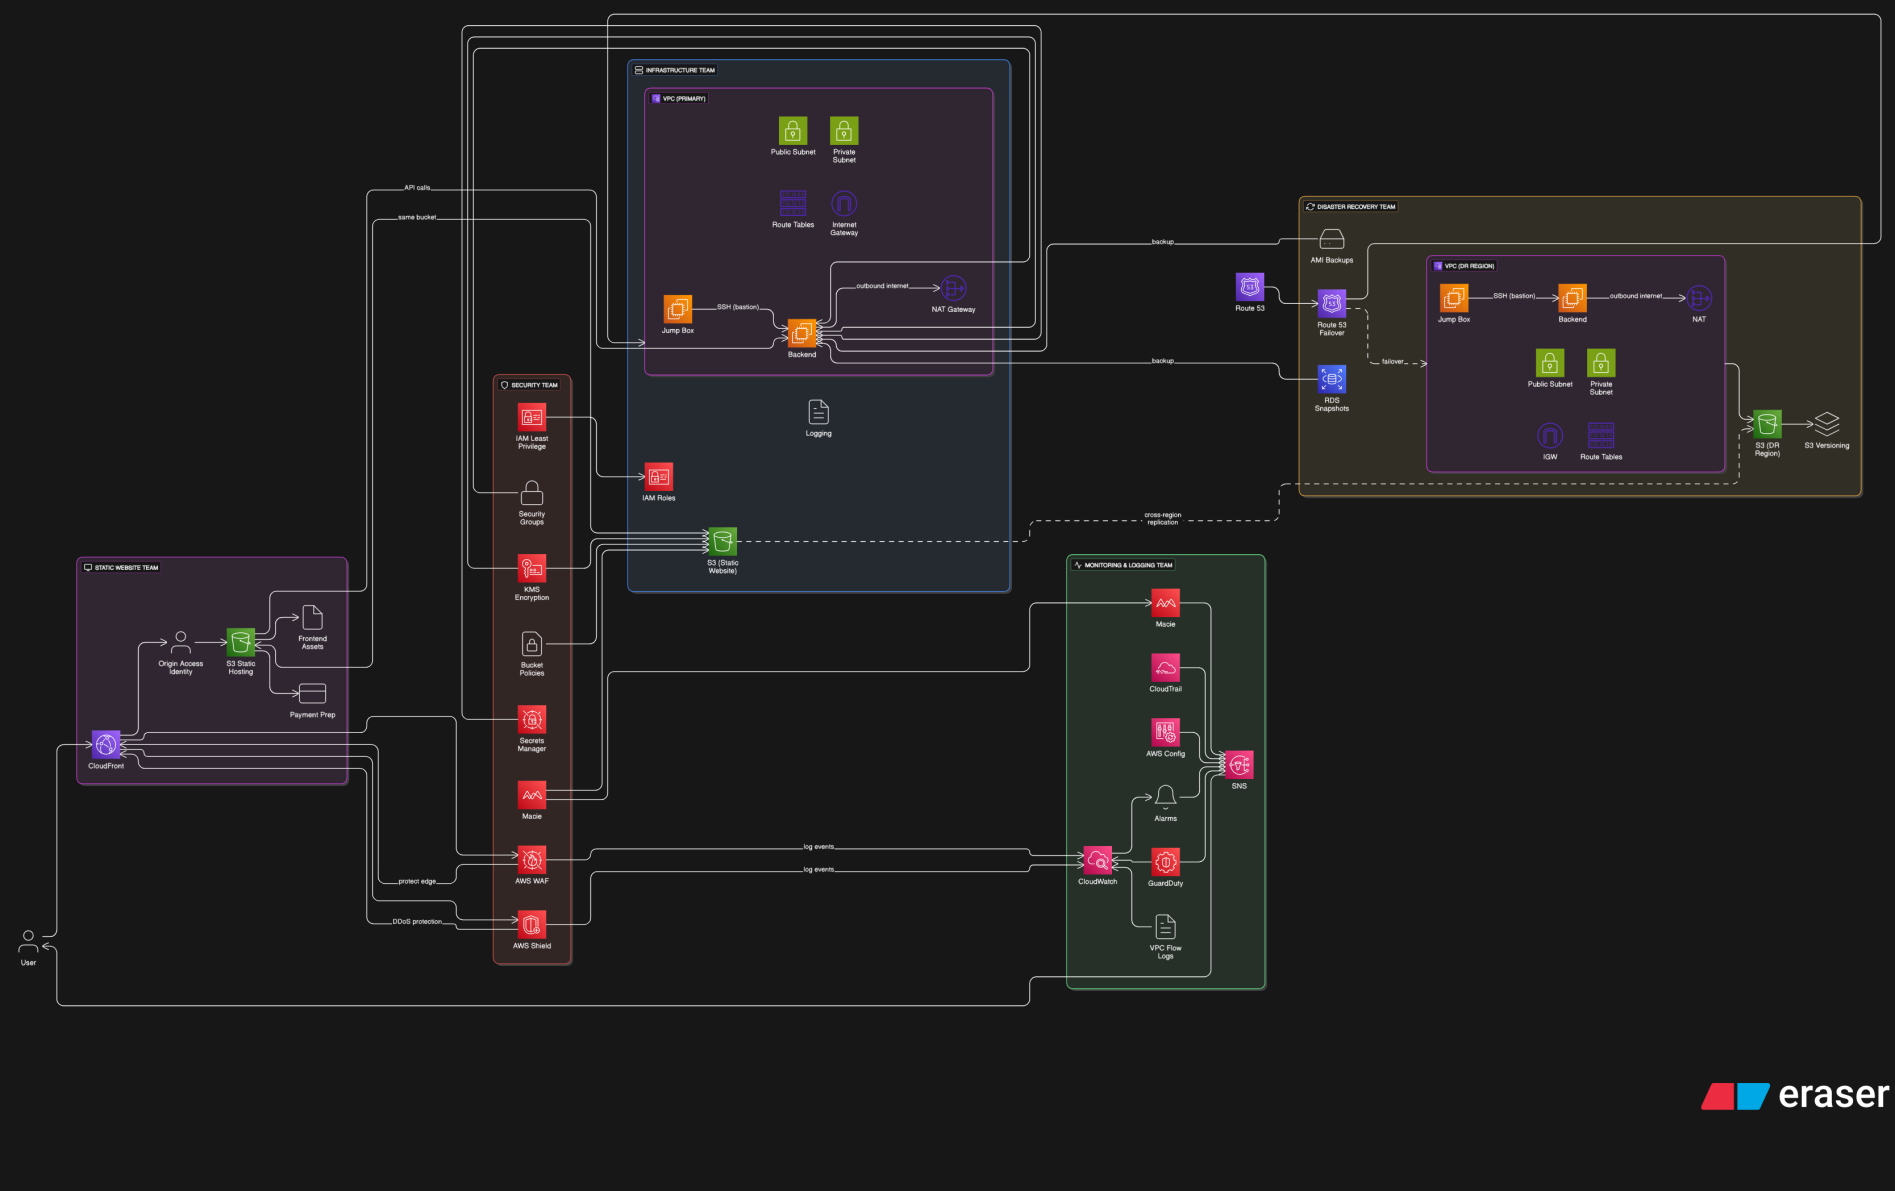 INFRASTRUCTURE TEAM
VPC (PRIMARY)
Public Subnet
Private
Subnet
Route Tables
Internet
Gateway
API calls
same bucket
outbound internet
NAT Gateway
SSH (bastion)
Jump Box
Backend
Logging
IAM Roles
S3 (Static
Website)
backup
backup
DISASTER RECOVERY TEAM
AMI Backups
Route 53
53
53
Route 53
Failover
failover
RDS
Snapshots
VPC (DR REGION)
SSH (bastion)
outbound internet
Jump Box
Backend
NAT
Public Subnet
Private
Subnet
IGW
Route Tables
S3 (DR
Region)
S3 Versioning
cross-region
replication
SECURITY TEAM
IAM Least
Privilege
Security
Groups
KMS
Encryption
Bucket
Policies
Secrets
Manager
Macie
AWS WAF
AWS Shield
STATIC WEBSITE TEAM
Origin Access
Identity
S3 Static
Hosting
Frontend
Assets
Payment Prep
CloudFront
protect edge
DDoS protection
User
log events
log events
MONITORING & LOGGING TEAM
Macie
CloudTrail
AWS Config
SNS
Alarms
CloudWatch
GuardDuty
VPC Flow
Logs
eraser